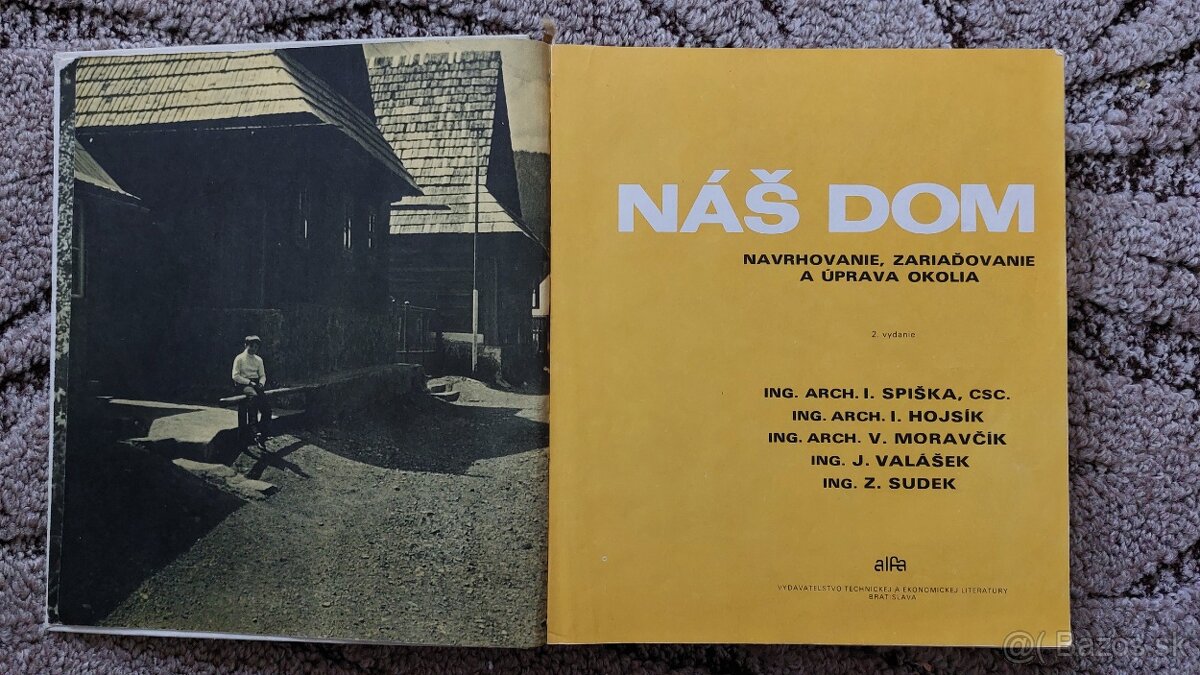 NÁŠ DOM
NAVRHOVANIE, ZARIAĎOVANIE
A ÚPRAVA OKOLIA
2. vydanie
ING. ARCH. I. SPIŠKA, CSC.
ING. ARCH. I. HOJSÍK
ING. ARCH. V. MORAVČÍK
ING. J. VALÁŠEK
ING. Z. SUDEK
alfa
VYDAVATEĽSTVO TECHNICKEJ A EKONOMICKEJ LITERATÚRY
BRATISLAVA
@( Bazos.sk